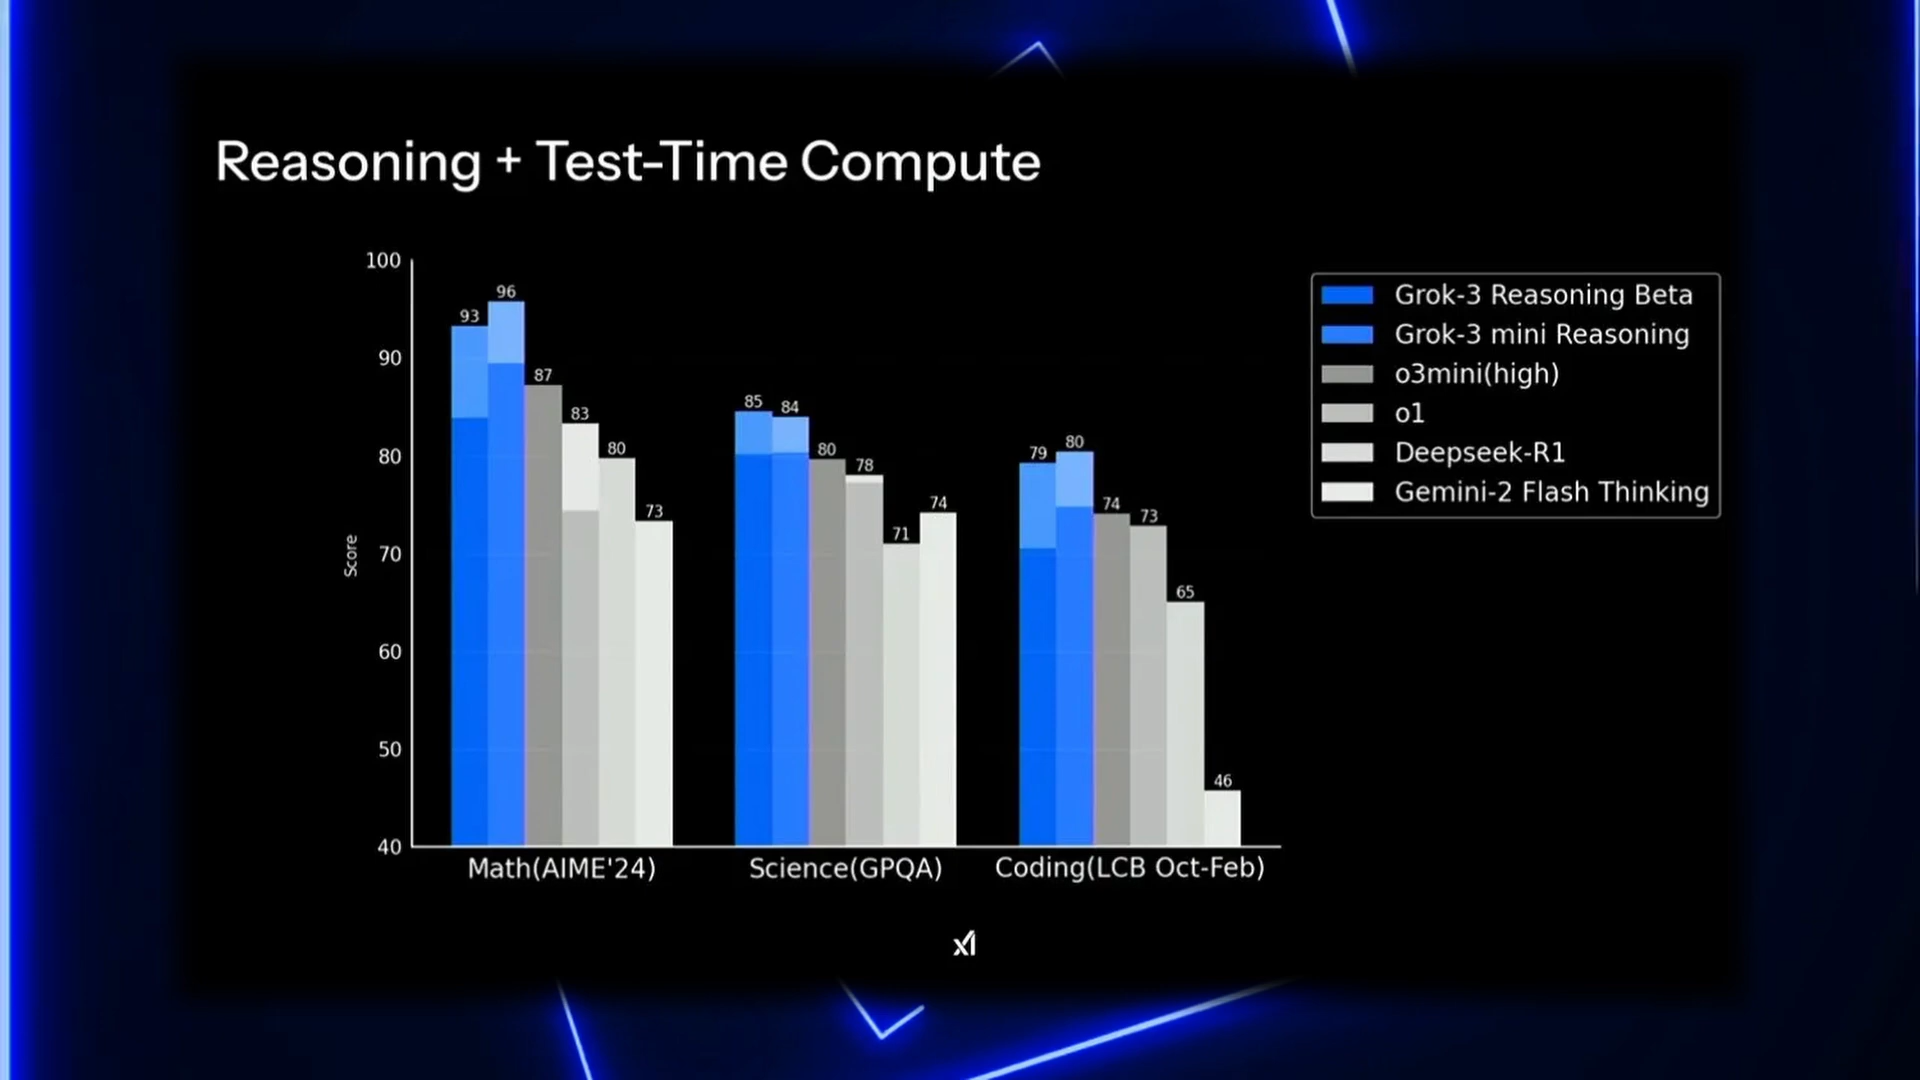 Reasoning + Test-Time Compute
100
90
80
70
60
50
40
Score
93
96
87
83
80
73
85
84
80
78
71
74
79
80
74
73
65
46
Math(AIME'24)
Science(GPQA)
Coding(LCB Oct-Feb)
Grok-3 Reasoning Beta
Grok-3 mini Reasoning
o3mini(high)
o1
Deepseek-R1
Gemini-2 Flash Thinking
xI